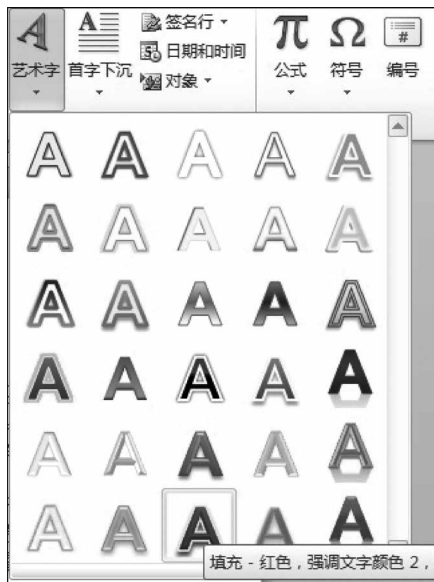 签名行
日期和时间
对象
艺术字 首字下沉 公式 符号 编号
填充 - 红色，强调文字颜色 2，